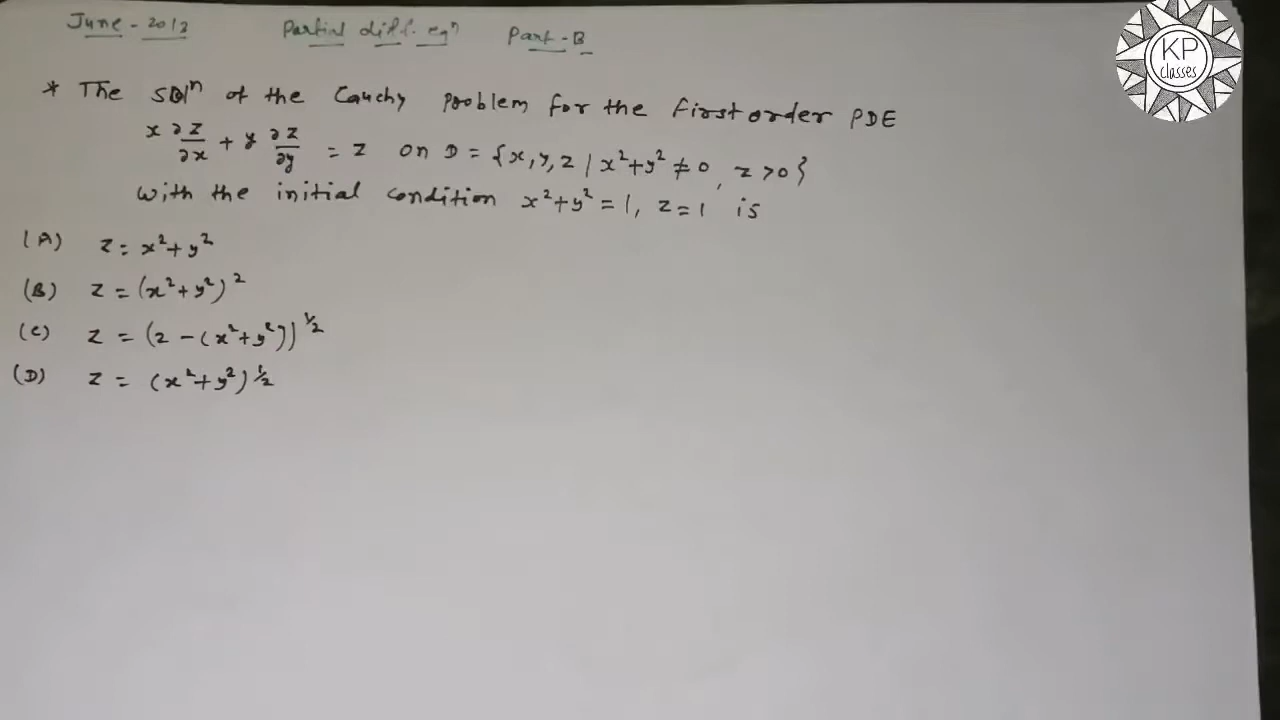 June - 2013 Partial diff. eqⁿ Part-B
KP classes
* The solⁿ of the Cauchy problem for the first order PDE
x ∂z/∂x + y ∂z/∂y = z on D = {x, y, z | x² + y² ≠ 0, z > 0}
with the initial condition x² + y² = 1, z = 1 is
(A) z = x² + y²
(B) z = (x² + y²)²
(C) z = (2 - (x² + y²))^1/2
(D) z = (x² + y²)^1/2